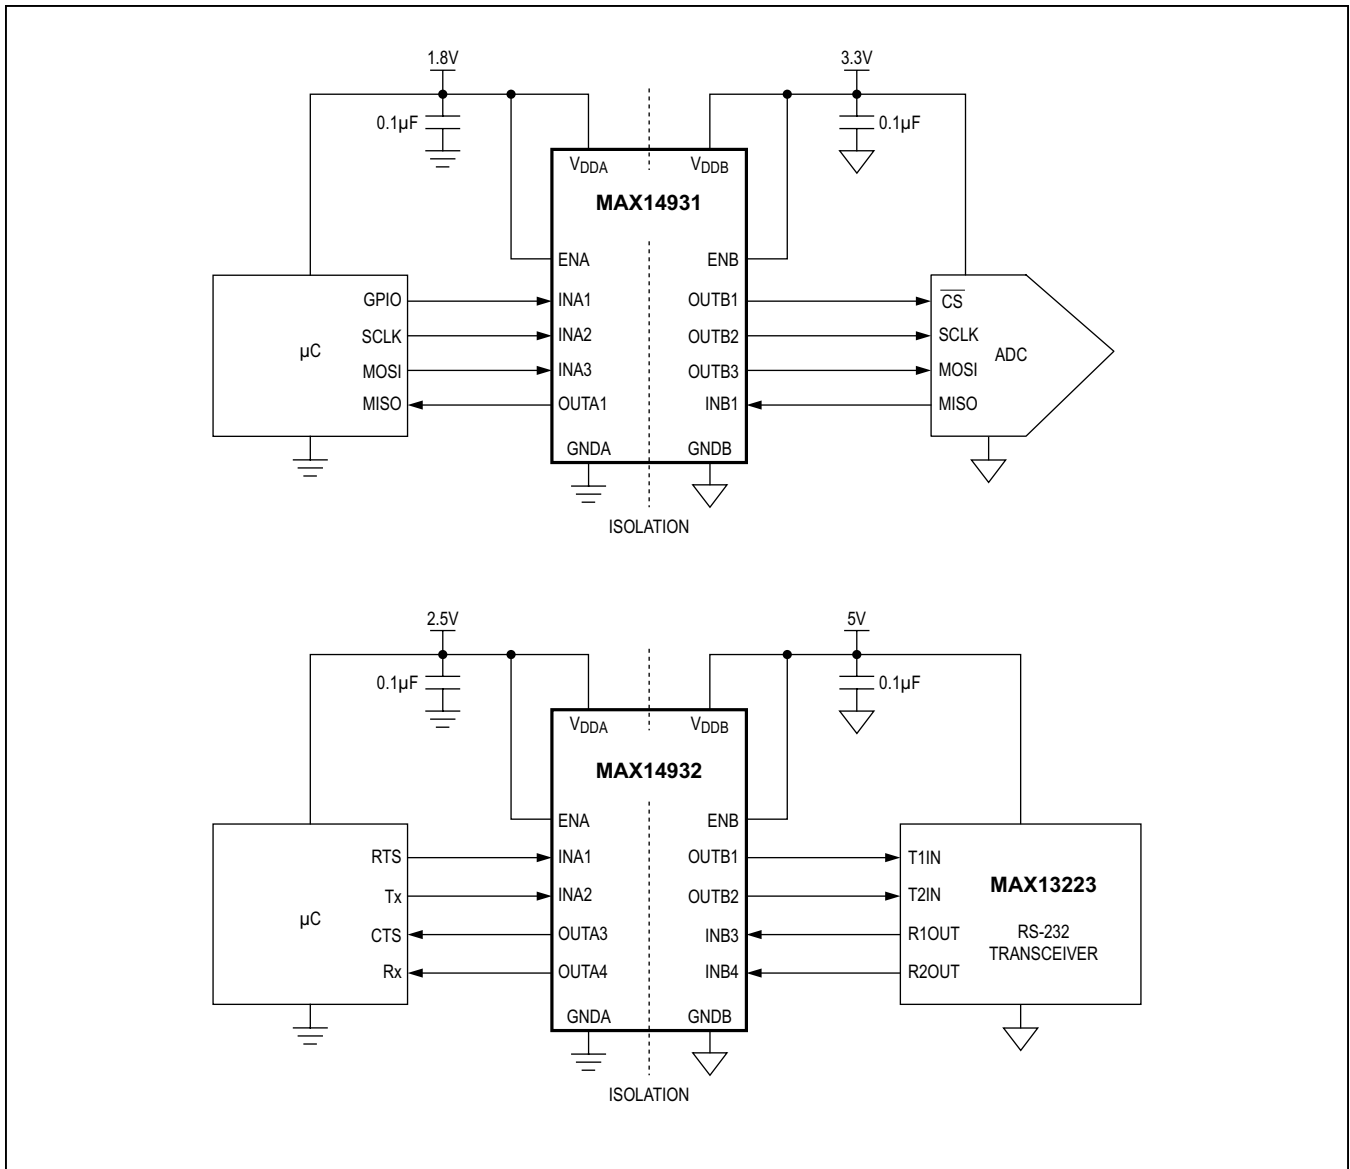 1.8V
3.3V
0.1µF
0.1µF
VDDA
VDDB
MAX14931
ENA
ENB
GPIO
INA1
OUTB1
CS
SCLK
INA2
OUTB2
SCLK
µC
ADC
MOSI
INA3
OUTB3
MOSI
MISO
OUTA1
INB1
MISO
GNDA
GNDB
ISOLATION
2.5V
5V
0.1µF
0.1µF
VDDA
VDDB
MAX14932
ENA
ENB
RTS
INA1
OUTB1
T1IN
MAX13223
Tx
INA2
OUTB2
T2IN
µC
CTS
OUTA3
INB3
R1OUT
RS-232
TRANSCEIVER
Rx
OUTA4
INB4
R2OUT
GNDA
GNDB
ISOLATION